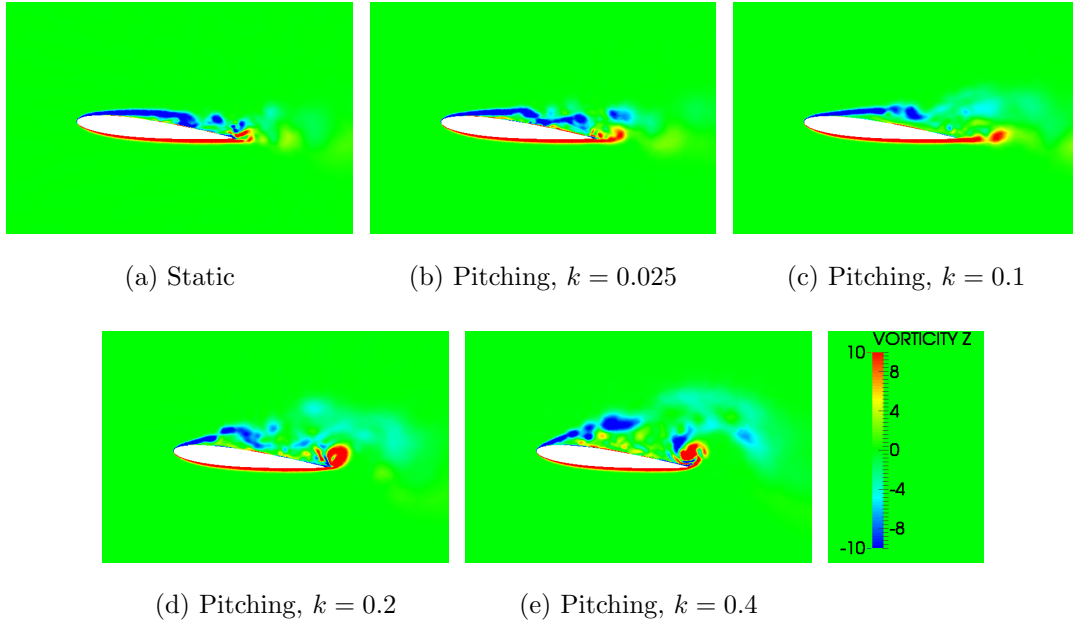 (a) Static
(b) Pitching, k = 0.025
(c) Pitching, k = 0.1
VORTICITY Z
10
8
4
0
-4
-8
-10
(d) Pitching, k = 0.2
(e) Pitching, k = 0.4